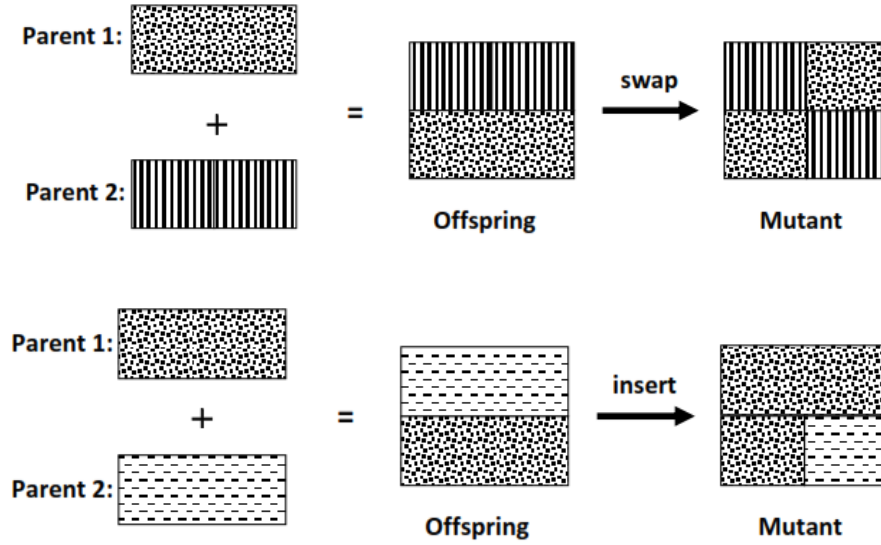 Parent 1:
+
=
swap
Parent 2:
Offspring
Mutant
Parent 1:
+
=
insert
Parent 2:
Offspring
Mutant